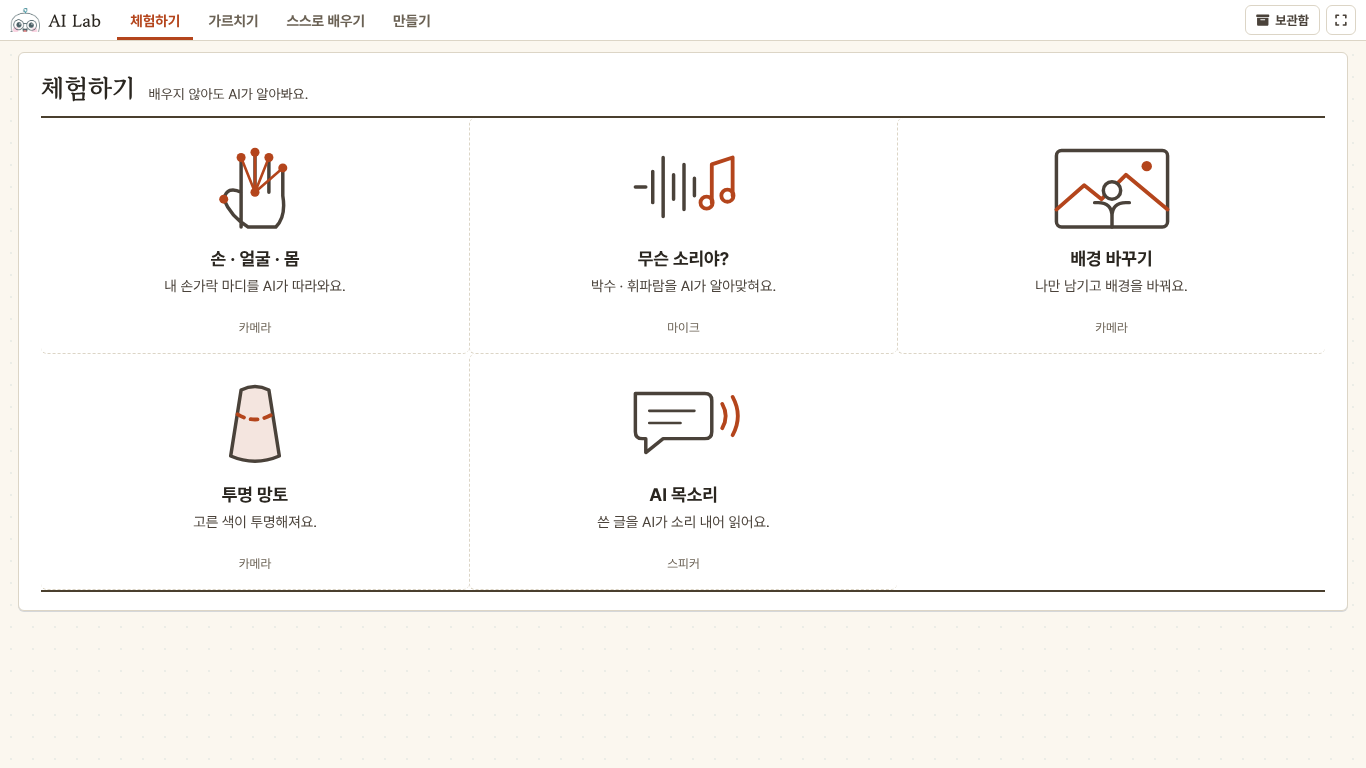 AI Lab
체험하기
가르치기
스스로 배우기
만들기
보관함
체험하기
배우지 않아도 AI가 알아봐요.
손 · 얼굴 · 몸
내 손가락 마디를 AI가 따라와요.
카메라
무슨 소리야?
박수 · 휘파람을 AI가 알아맞혀요.
마이크
배경 바꾸기
나만 남기고 배경을 바꿔요.
카메라
투명 망토
고른 색이 투명해져요.
카메라
AI 목소리
쓴 글을 AI가 소리 내어 읽어요.
스피커